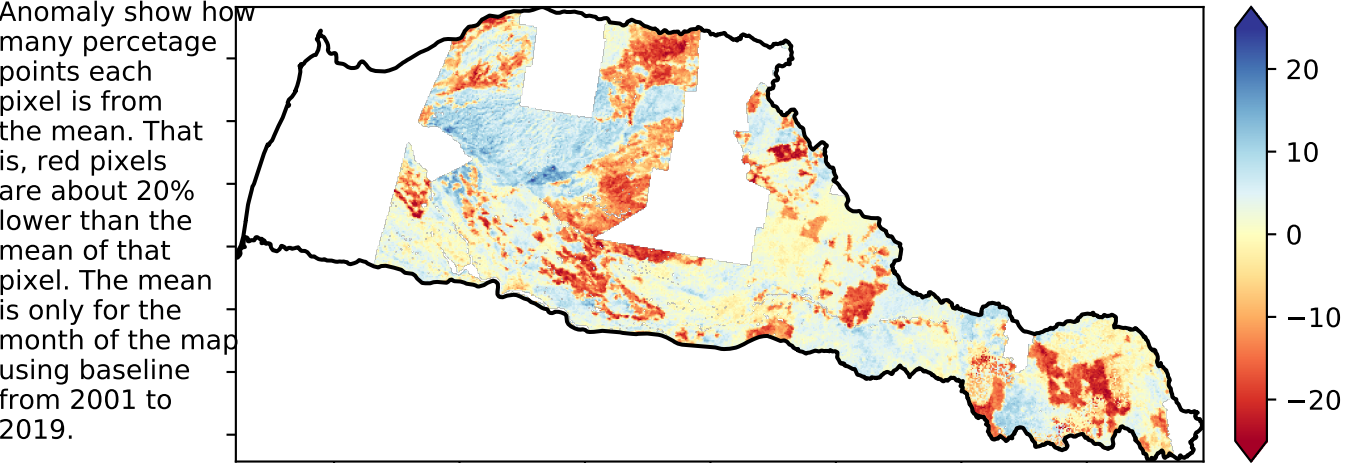 Anomaly show how
many percetage
points each
pixel is from
the mean. That
is, red pixels
are about 20%
lower than the
mean of that
pixel. The mean
is only for the
month of the map
using baseline
from 2001 to
2019.
20
10
0
−10
−20